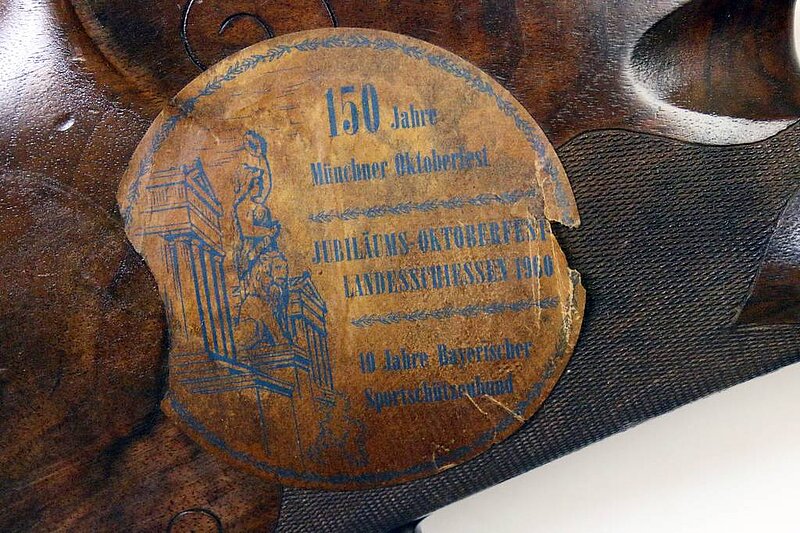 150 Jahre
Münchner Oktoberfest
JUBILÄUMS-OKTOBERFEST
LANDESSCHIESSEN 1960
10 Jahre Bayerischer
Sportschützenbund